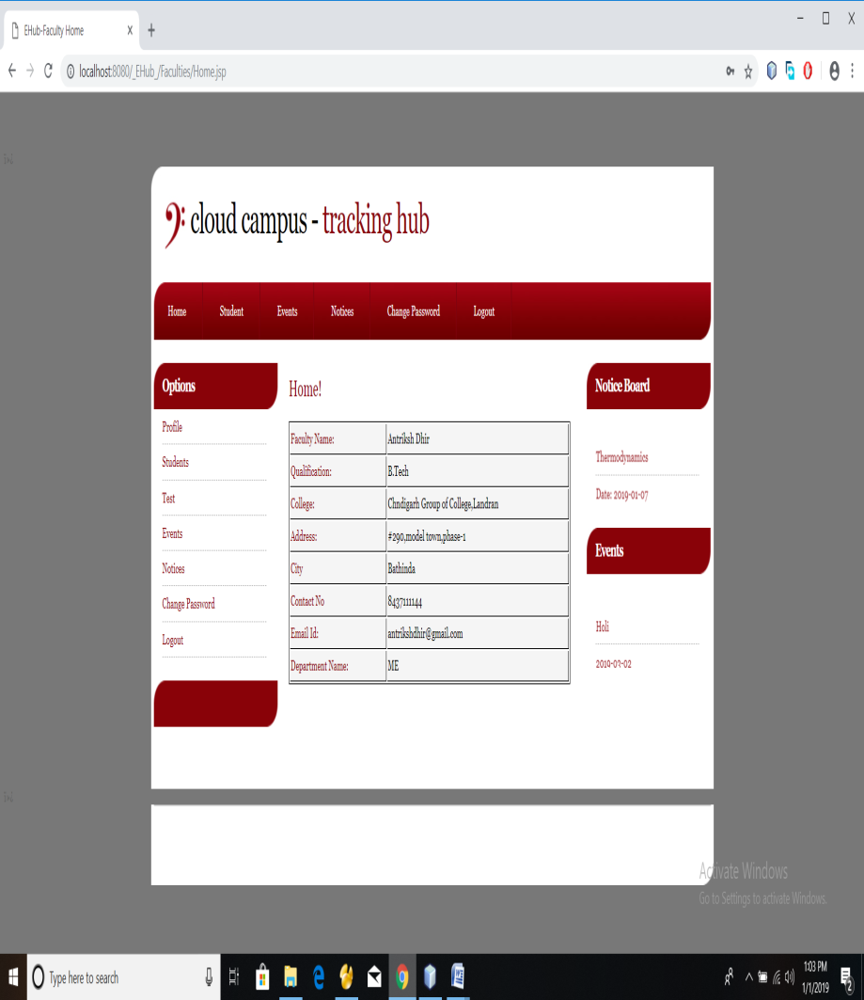 EHub-Faculty Home
localhost:8080/_EHub_/Faculties/Home.jsp
cloud campus - tracking hub
Home Student Events Notices Change Password Logout
Options
Profile
Students
Test
Events
Notices
Change Password
Logout
Home!
Faculty Name: Antriksh Dhir
Qualification: B.Tech
College: Chndigarh Group of College,Landran
Address: #290,model town,phase-1
City Bathinda
Contact No 8437111144
Email Id: antrikshdhir@gmail.com
Department Name: ME
Notice Board
Thermodynamics
Date: 2019-01-07
Events
Holi
2019-03-02
Activate Windows
Go to Settings to activate Windows.
Type here to search
1:03 PM
1/1/2019
2